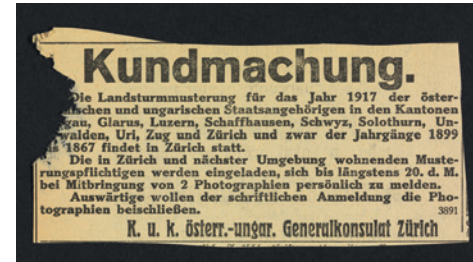 Kundmachung.
Die Landsturmmusterung für das Jahr 1917 der öster-
ischen und ungarischen Staatsangehörigen in den Kantonen
gau, Glarus, Luzern, Schaffhausen, Schwyz, Solothurn, Un-
walden, Uri, Zug und Zürich und zwar der Jahrgänge 1899
1867 findet in Zürich statt.
Die in Zürich und nächster Umgebung wohnenden Muste-
rungspflichtigen werden eingeladen, sich bis längstens 20. d. M.
bei Mitbringung von 2 Photographien persönlich zu melden.
Auswärtige wollen der schriftlichen Anmeldung die Pho-
tographien beischließen. 3891
K. u. k. österr.-ungar. Generalkonsulat Zürich